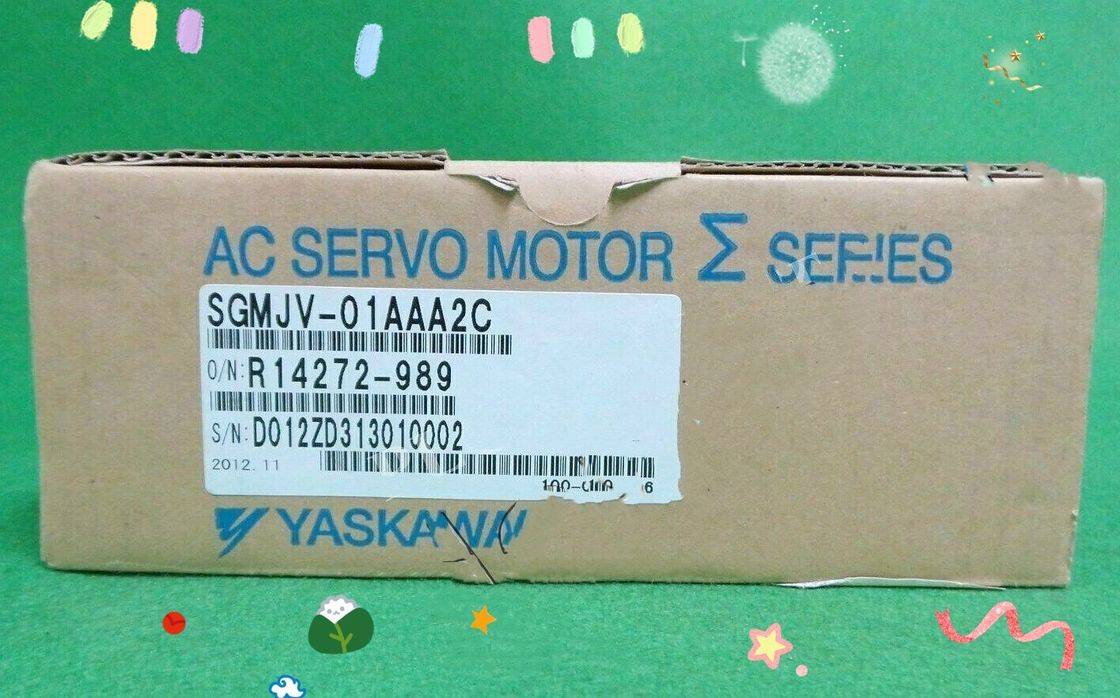 AC SERVO MOTOR Σ SERIES
SGMJV-01AAA2C
O/N: R14272-989
S/N: D012ZD313010002
2012. 11
YASKAWA